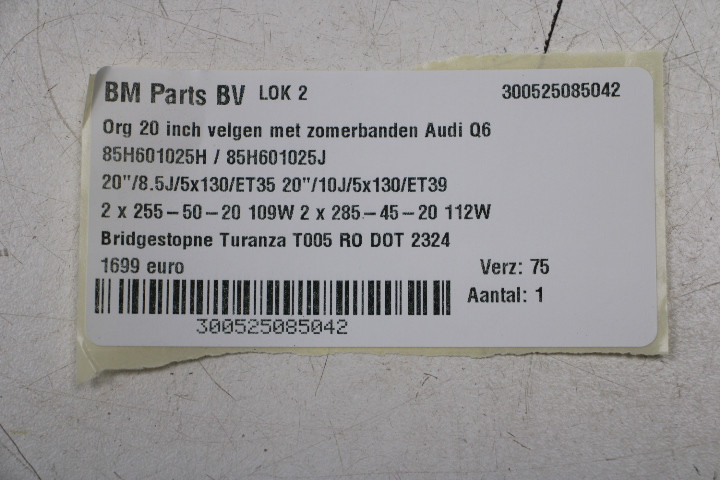 BM Parts BV LOK 2 300525085042
Org 20 inch velgen met zomerbanden Audi Q6
85H601025H / 85H601025J
20"/8.5J/5x130/ET35 20"/10J/5x130/ET39
2 x 255-50-20 109W 2 x 285-45-20 112W
Bridgestopne Turanza T005 RO DOT 2324
1699 euro Verz: 75
Aantal: 1
300525085042